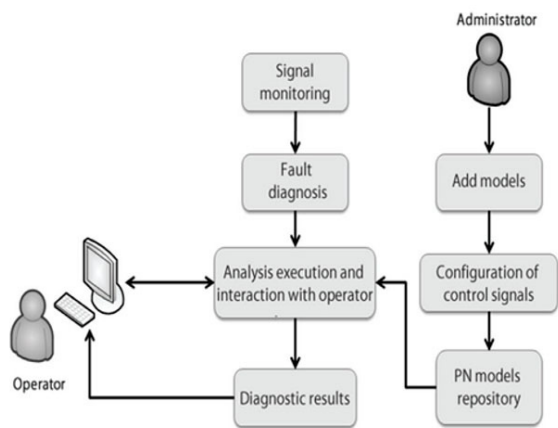 Administrator
Signal
monitoring
Fault
diagnosis
Add models
Analysis execution and
interaction with operator
Configuration of
control signals
Operator
Diagnostic results
PN models
repository